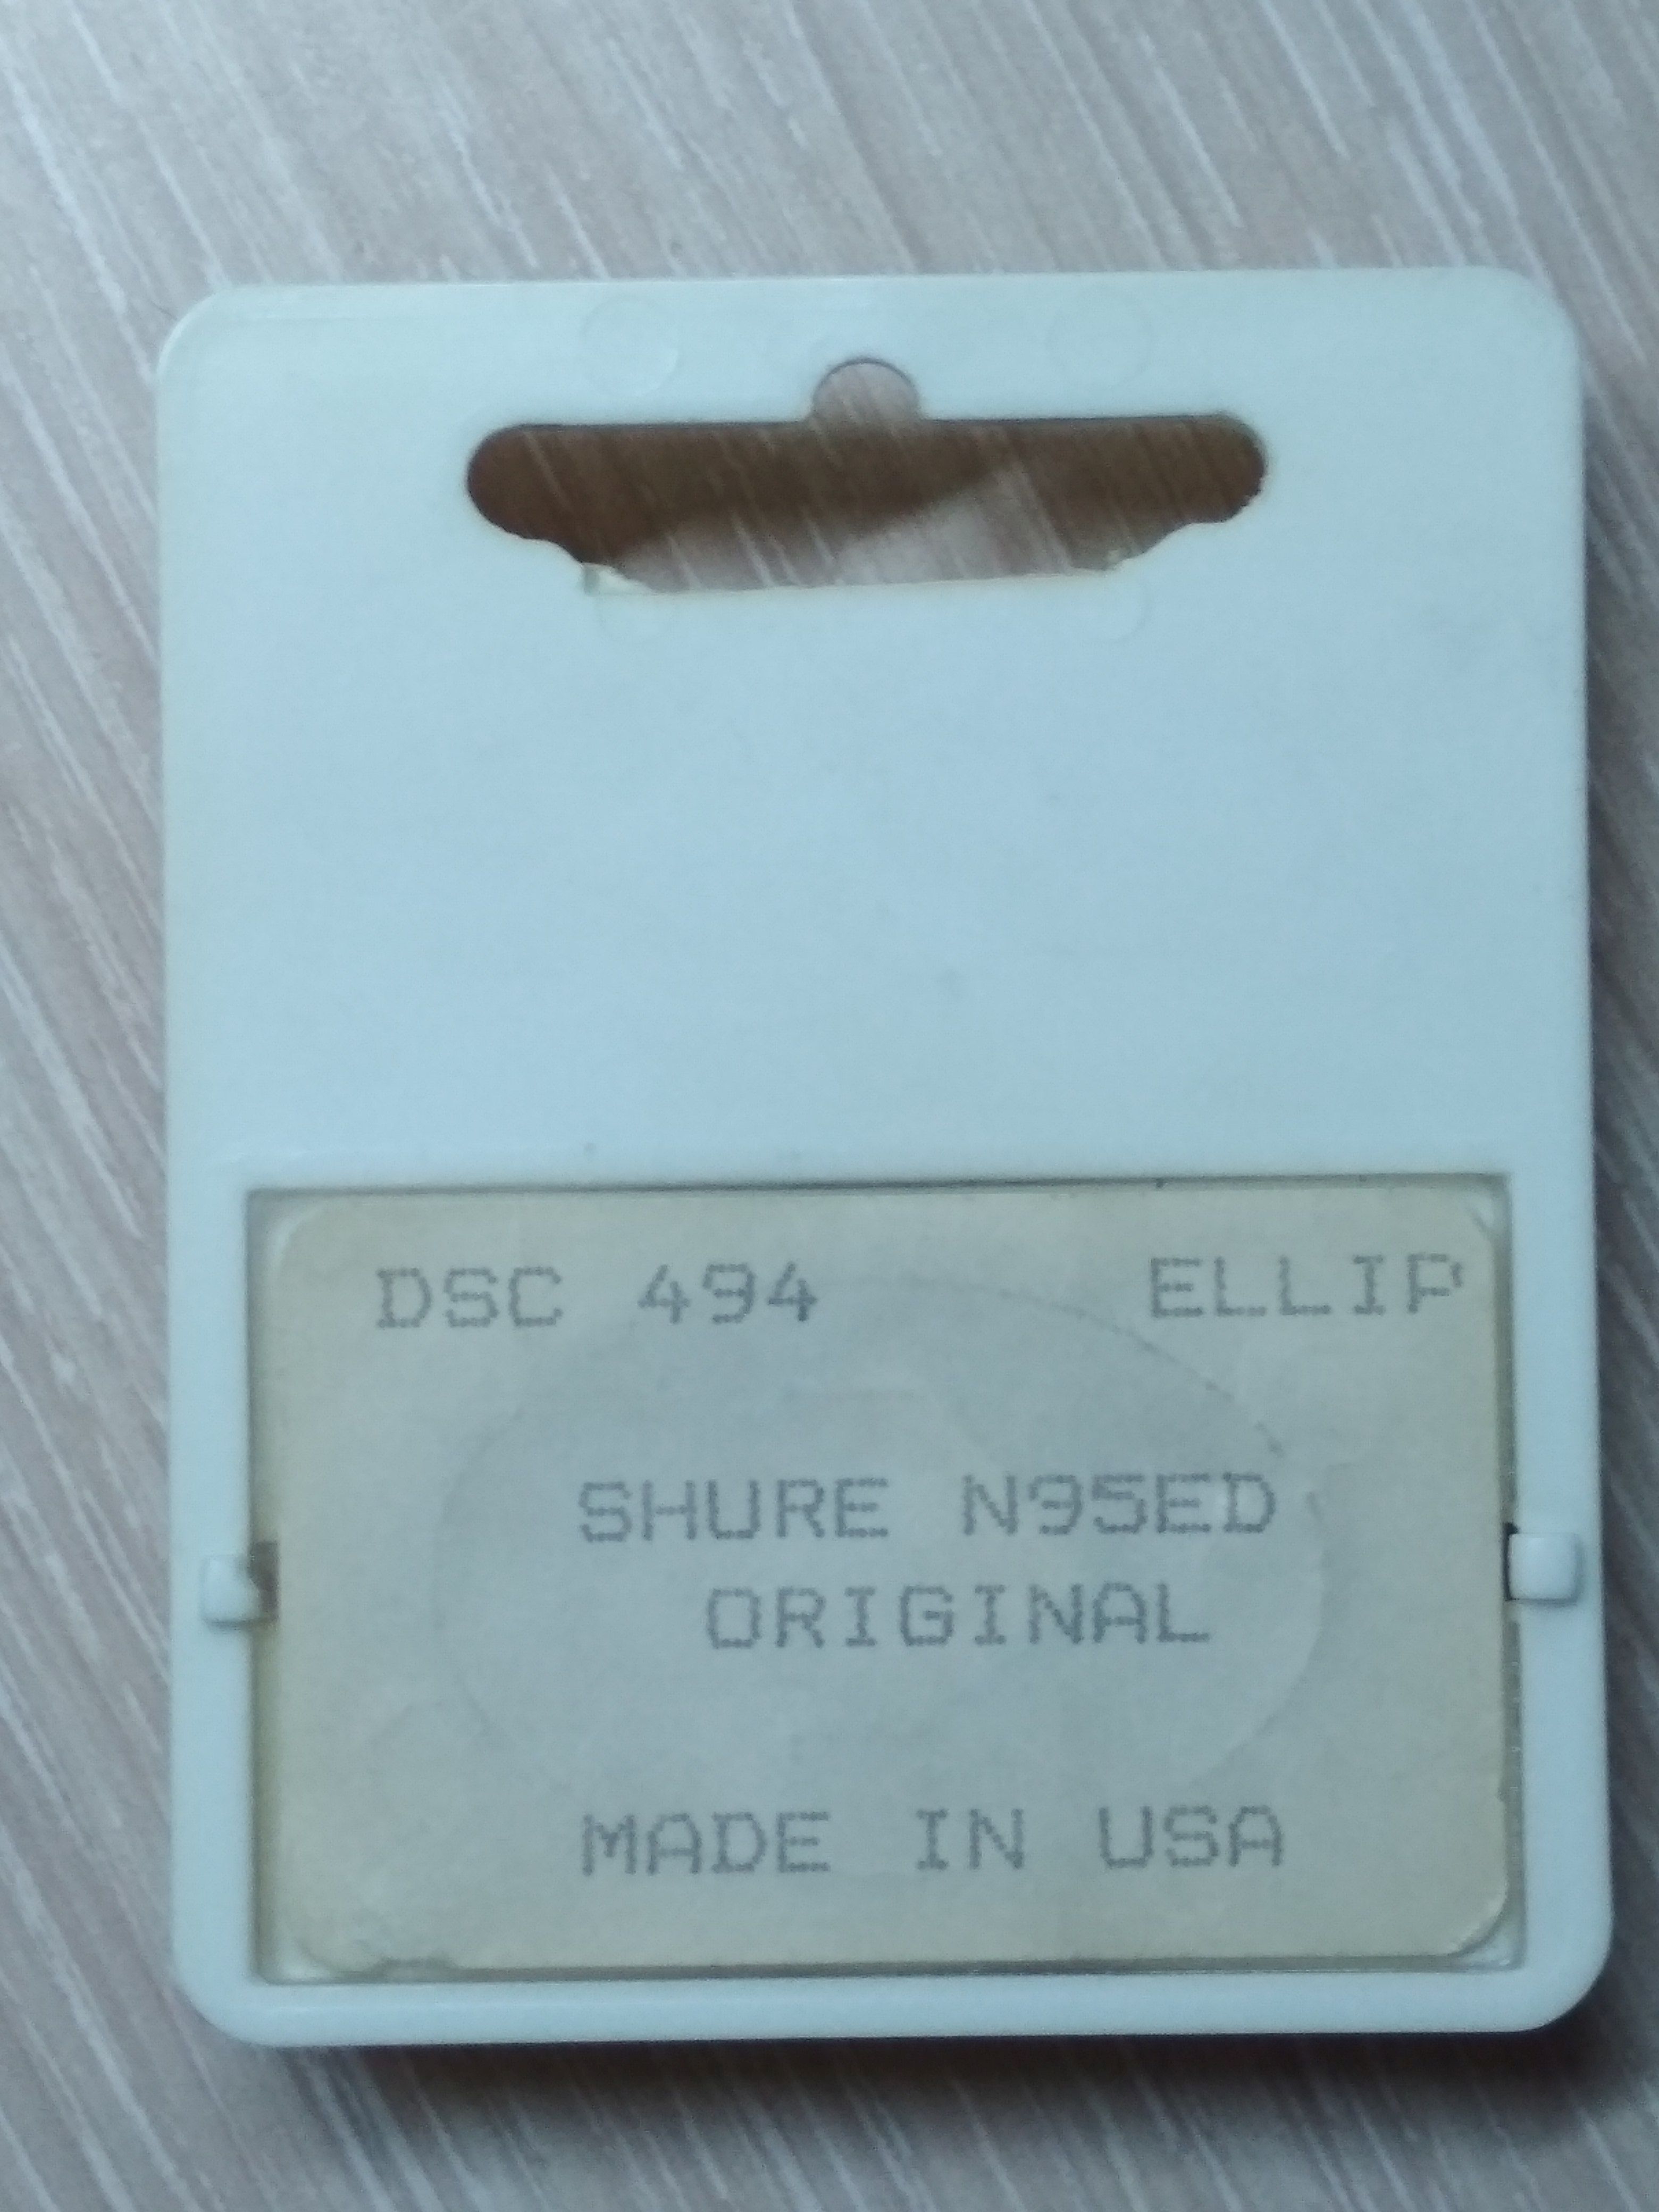 DSC 494 ELLIP
SHURE N95ED
ORIGINAL
MADE IN USA